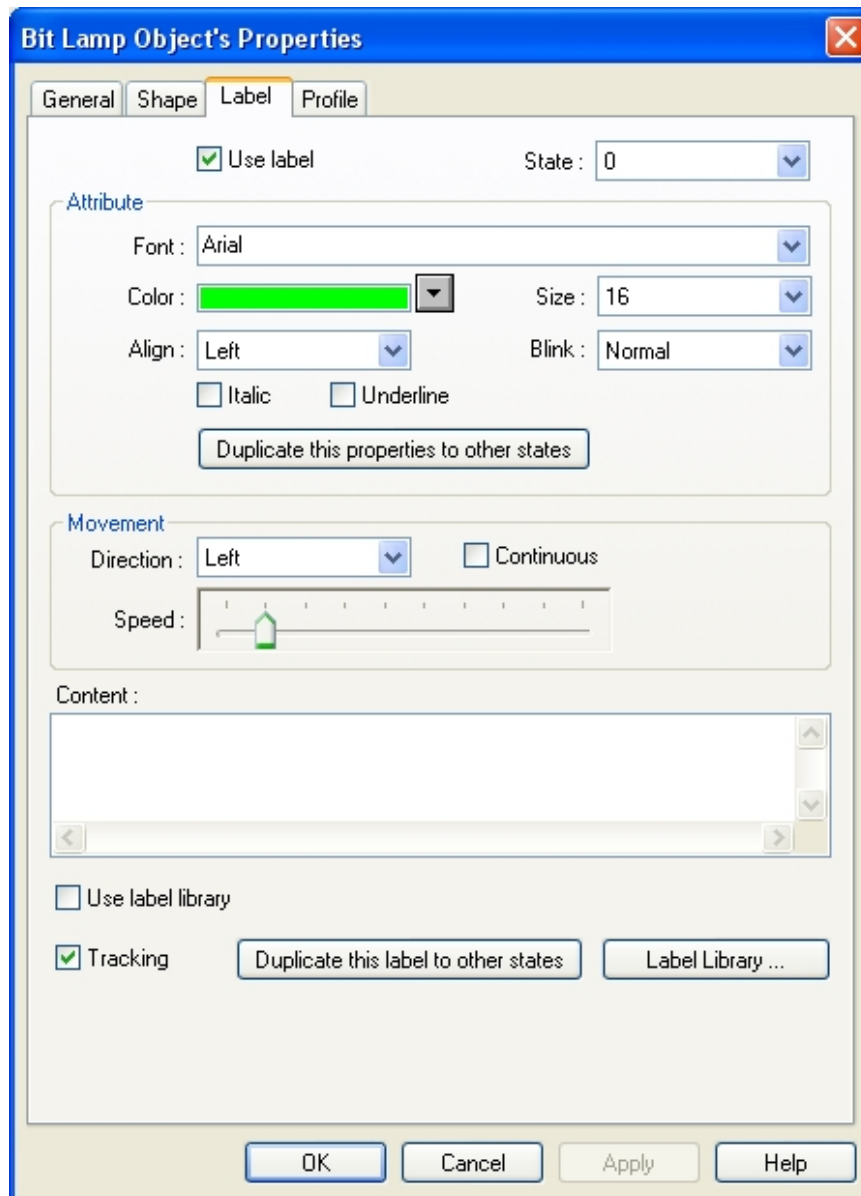 Bit Lamp Object's Properties
General Shape Label Profile
Use label State : 0
Attribute
Font : Arial
Color : Size : 16
Align : Left Blink : Normal
Italic Underline
Duplicate this properties to other states
Movement
Direction : Left Continuous
Speed :
Content :
Use label library
Tracking Duplicate this label to other states Label Library ...
OK Cancel Apply Help